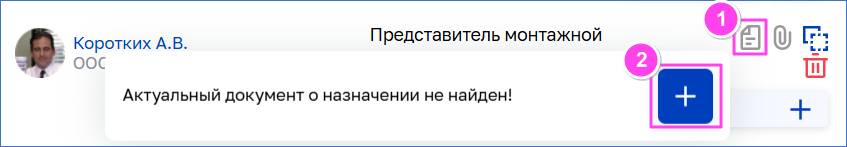 Коротких А.В.
Представитель монтажной
1
ООО
2
Актуальный документ о назначении не найден!